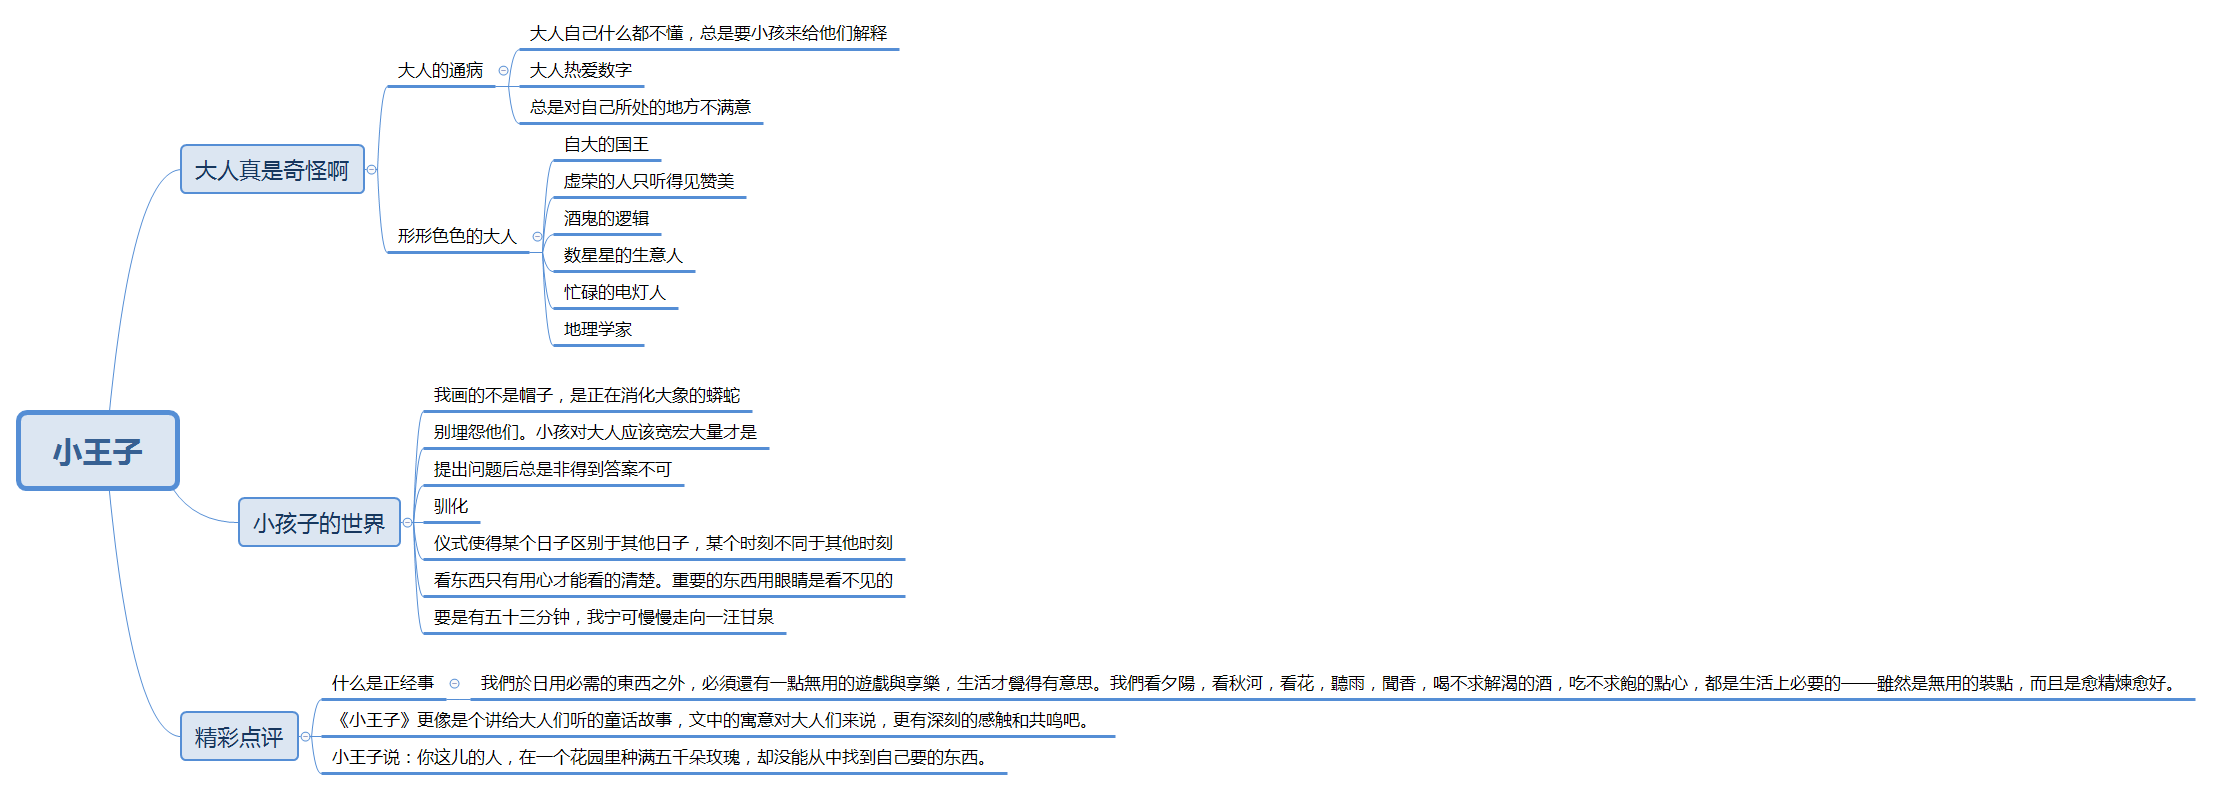 小王子
大人真是奇怪啊
大人的通病
大人自己什么都不懂，总是要小孩来给他们解释
大人热爱数字
总是对自己所处的地方不满意
形形色色的大人
自大的国王
虚荣的人只听得见赞美
酒鬼的逻辑
数星星的生意人
忙碌的电灯人
地理学家
小孩子的世界
我画的不是帽子，是正在消化大象的蟒蛇
别埋怨他们。小孩对大人应该宽宏大量才是
提出问题后总是非得到答案不可
驯化
仪式使得某个日子区别于其他日子，某个时刻不同于其他时刻
看东西只有用心才能看的清楚。重要的东西用眼睛是看不见的
要是有五十三分钟，我宁可慢慢走向一汪甘泉
精彩点评
什么是正经事
我們於日用必需的東西之外，必須還有一點無用的遊戲與享樂，生活才覺得有意思。我們看夕陽，看秋河，看花，聽雨，聞香，喝不求解渴的酒，吃不求飽的點心，都是生活上必要的——雖然是無用的裝點，而且是愈精煉愈好。
《小王子》更像是个讲给大人们听的童话故事，文中的寓意对大人们来说，更有深刻的感触和共鸣吧。
小王子说：你这儿的人，在一个花园里种满五千朵玫瑰，却没能从中找到自己要的东西。